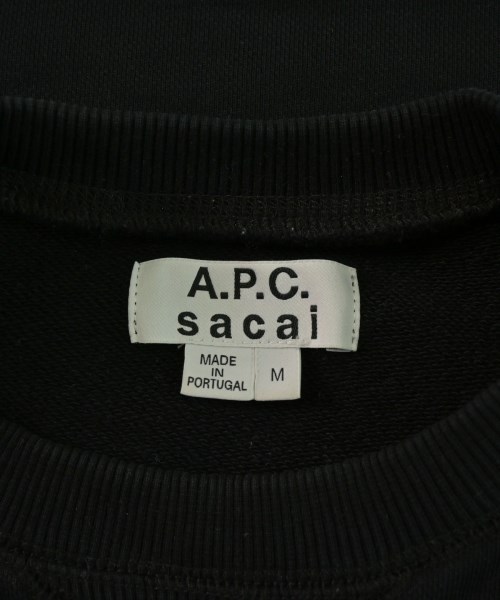 A.P.C.
sacai
MADE
IN
PORTUGAL
M